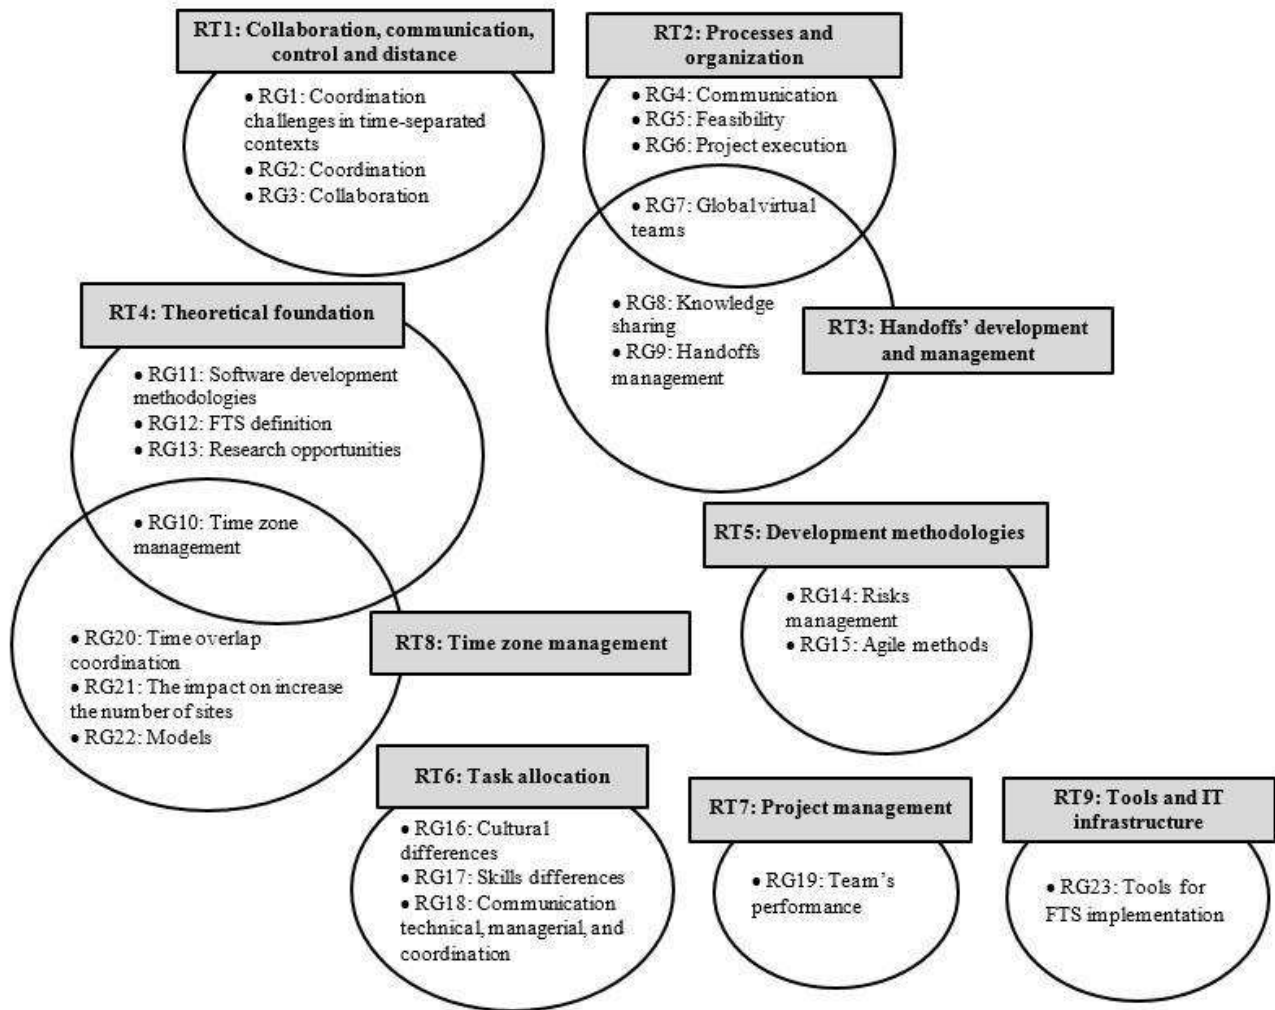 RT1: Collaboration, communication,
control and distance
• RG1: Coordination
challenges in time-separated
contexts
• RG2: Coordination
• RG3: Collaboration
RT2: Processes and
organization
• RG4: Communication
• RG5: Feasibility
• RG6: Project execution
• RG7: Global virtual
teams
• RG8: Knowledge
sharing
• RG9: Handoffs
management
RT3: Handoffs’ development
and management
RT4: Theoretical foundation
• RG11: Software development
methodologies
• RG12: FTS definition
• RG13: Research opportunities
• RG10: Time zone
management
• RG20: Time overlap
coordination
• RG21: The impact on increase
the number of sites
• RG22: Models
RT8: Time zone management
RT5: Development methodologies
• RG14: Risks
management
• RG15: Agile methods
RT6: Task allocation
• RG16: Cultural
differences
• RG17: Skills differences
• RG18: Communication
technical, managerial, and
coordination
RT7: Project management
• RG19: Team’s
performance
RT9: Tools and IT
infrastructure
• RG23: Tools for
FTS implementation